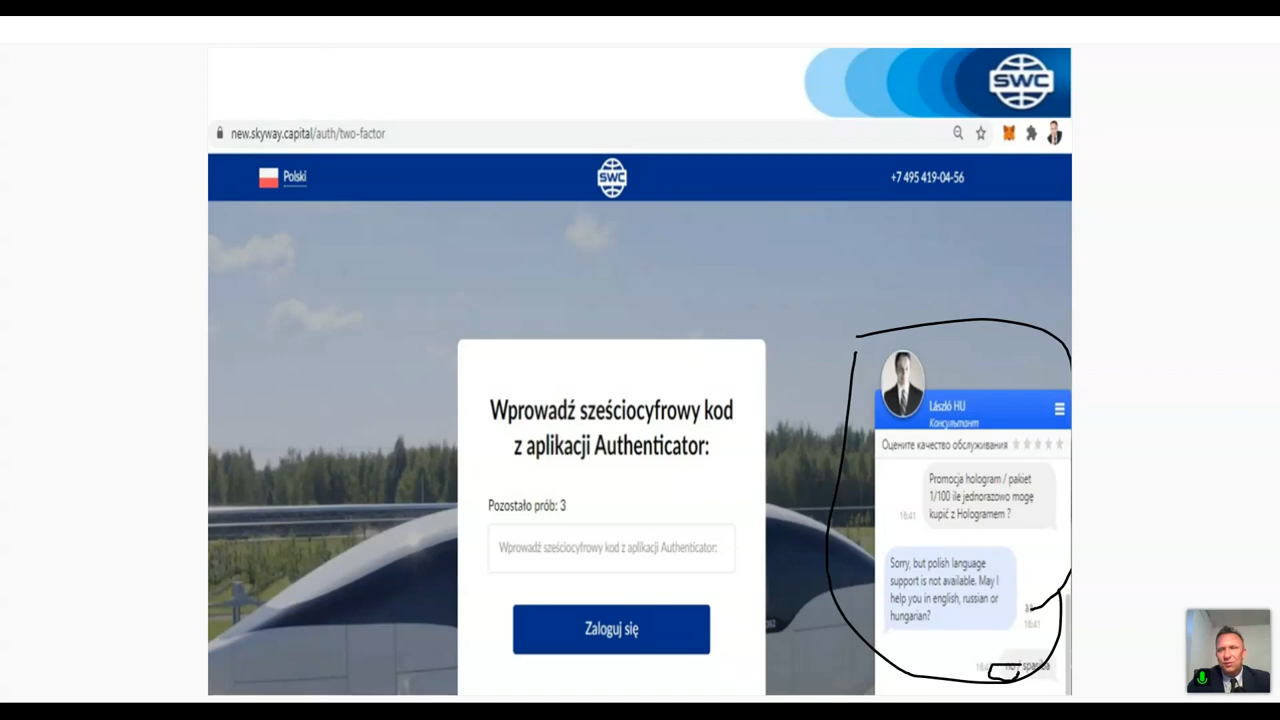 SWC
new.skyway.capital/auth/two-factor
Polski
SWC
+7 495 419-04-56
Wprowadź sześciocyfrowy kod
z aplikacji Authenticator:
Pozostało prób: 3
Wprowadź sześciocyfrowy kod z aplikacji Authenticator:
Zaloguj się
László HU
Консультант
Оцените качество обслуживания
Promocja hologram / pakiet
1/100 ile jednorazowo mogę
kupić z Hologramem ?
16:41
Sorry, but polish language
support is not available. May I
help you in english, russian or
hungarian?
16:41